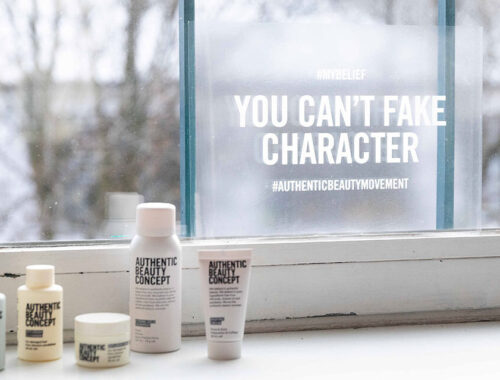 #MYBELIEF
YOU CAN'T FAKE
CHARACTER
#AUTHENTICBEAUTYMOVEMENT
AUTHENTIC
BEAUTY
CONCEPT
AUTHENTIC
BEAUTY
CONCEPT
AUTHENTIC
BEAUTY
CONCEPT
AUTHENTIC
BEAUTY
CONCEPT